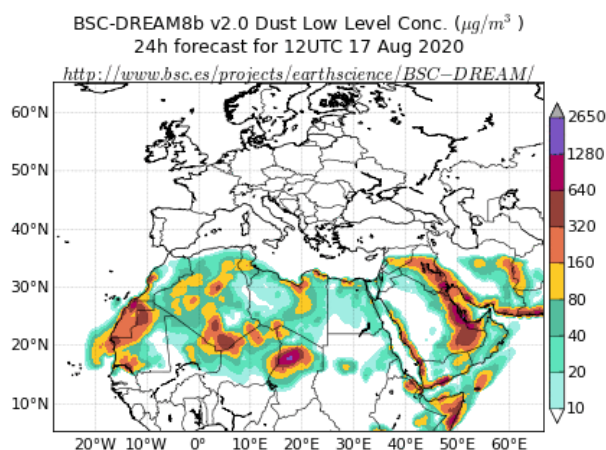 BSC-DREAM8b v2.0 Dust Low Level Conc. (μg/m³ )
24h forecast for 12UTC 17 Aug 2020
http://www.bsc.es/projects/earthscience/BSC−DREAM/
60°N
50°N
40°N
30°N
20°N
10°N
20°W 10°W 0° 10°E 20°E 30°E 40°E 50°E 60°E
2650
1280
640
320
160
80
40
20
10